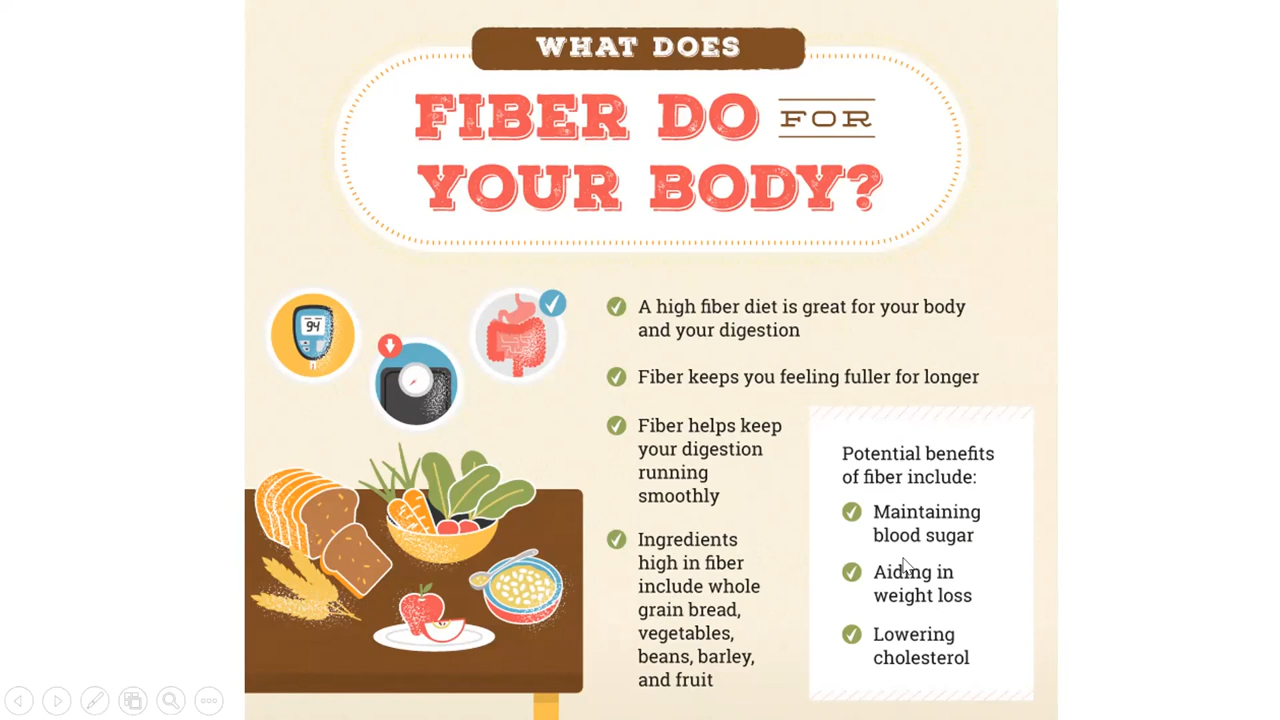 WHAT DOES
FIBER DO FOR
YOUR BODY?
94
A high fiber diet is great for your body
and your digestion
Fiber keeps you feeling fuller for longer
Fiber helps keep
your digestion
running
smoothly
Ingredients
high in fiber
include whole
grain bread,
vegetables,
beans, barley,
and fruit
Potential benefits
of fiber include:
Maintaining
blood sugar
Aiding in
weight loss
Lowering
cholesterol